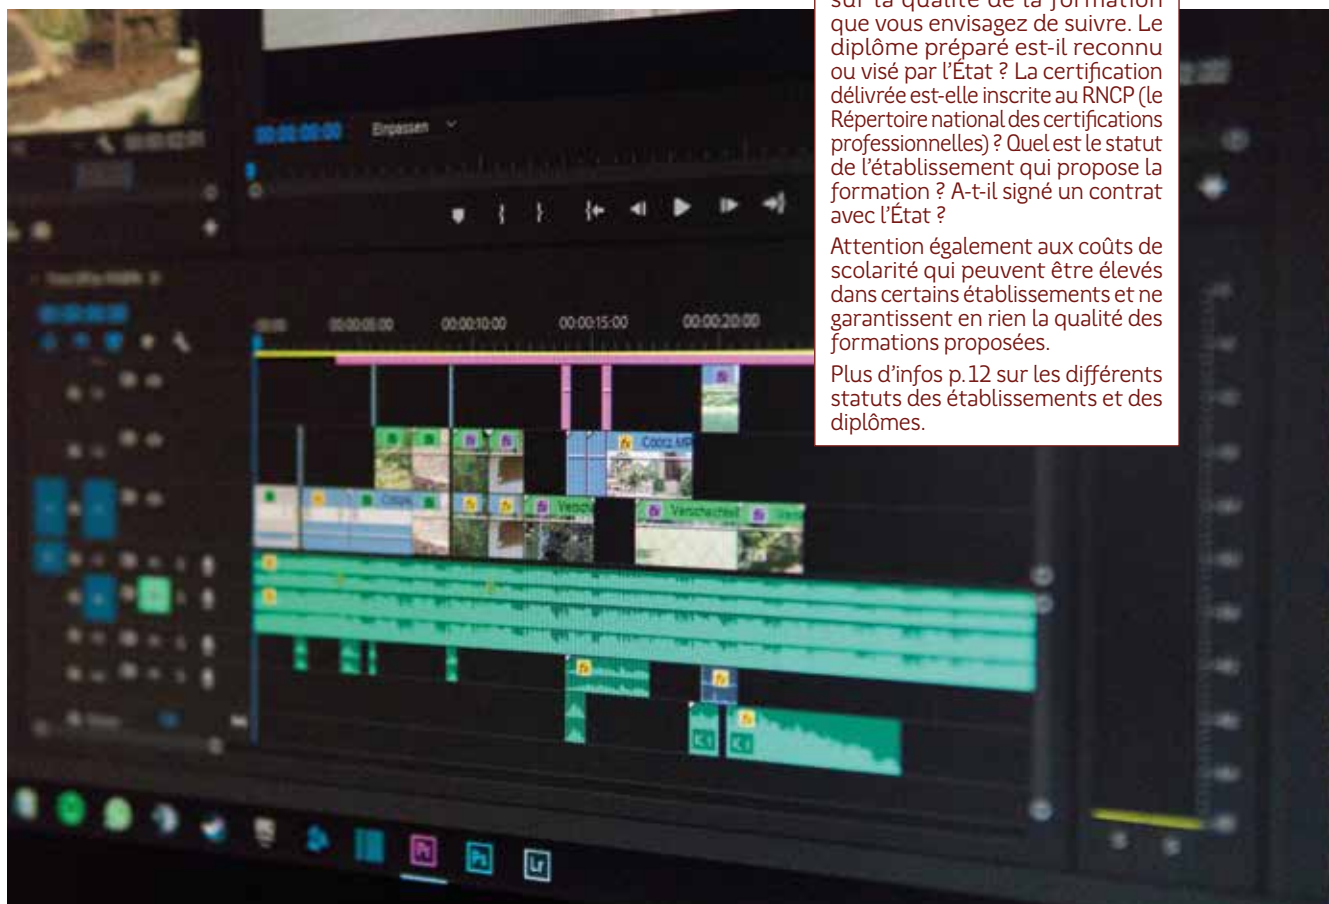 sur la qualité de la formation
que vous envisagez de suivre. Le
diplôme préparé est-il reconnu
ou visé par l'État ? La certification
délivrée est-elle inscrite au RNCP (le
Répertoire national des certifications
professionnelles) ? Quel est le statut
de l'établissement qui propose la
formation ? A-t-il signé un contrat
avec l'État ?
Attention également aux coûts de
scolarité qui peuvent être élevés
dans certains établissements et ne
garantissent en rien la qualité des
formations proposées.
Plus d'infos p.12 sur les différents
statuts des établissements et des
diplômes.
00:00:00:00 Einpassen
00:00:05:00 00:00:10:00 00:00:15:00 00:00:20:00
Pr Ps Lr